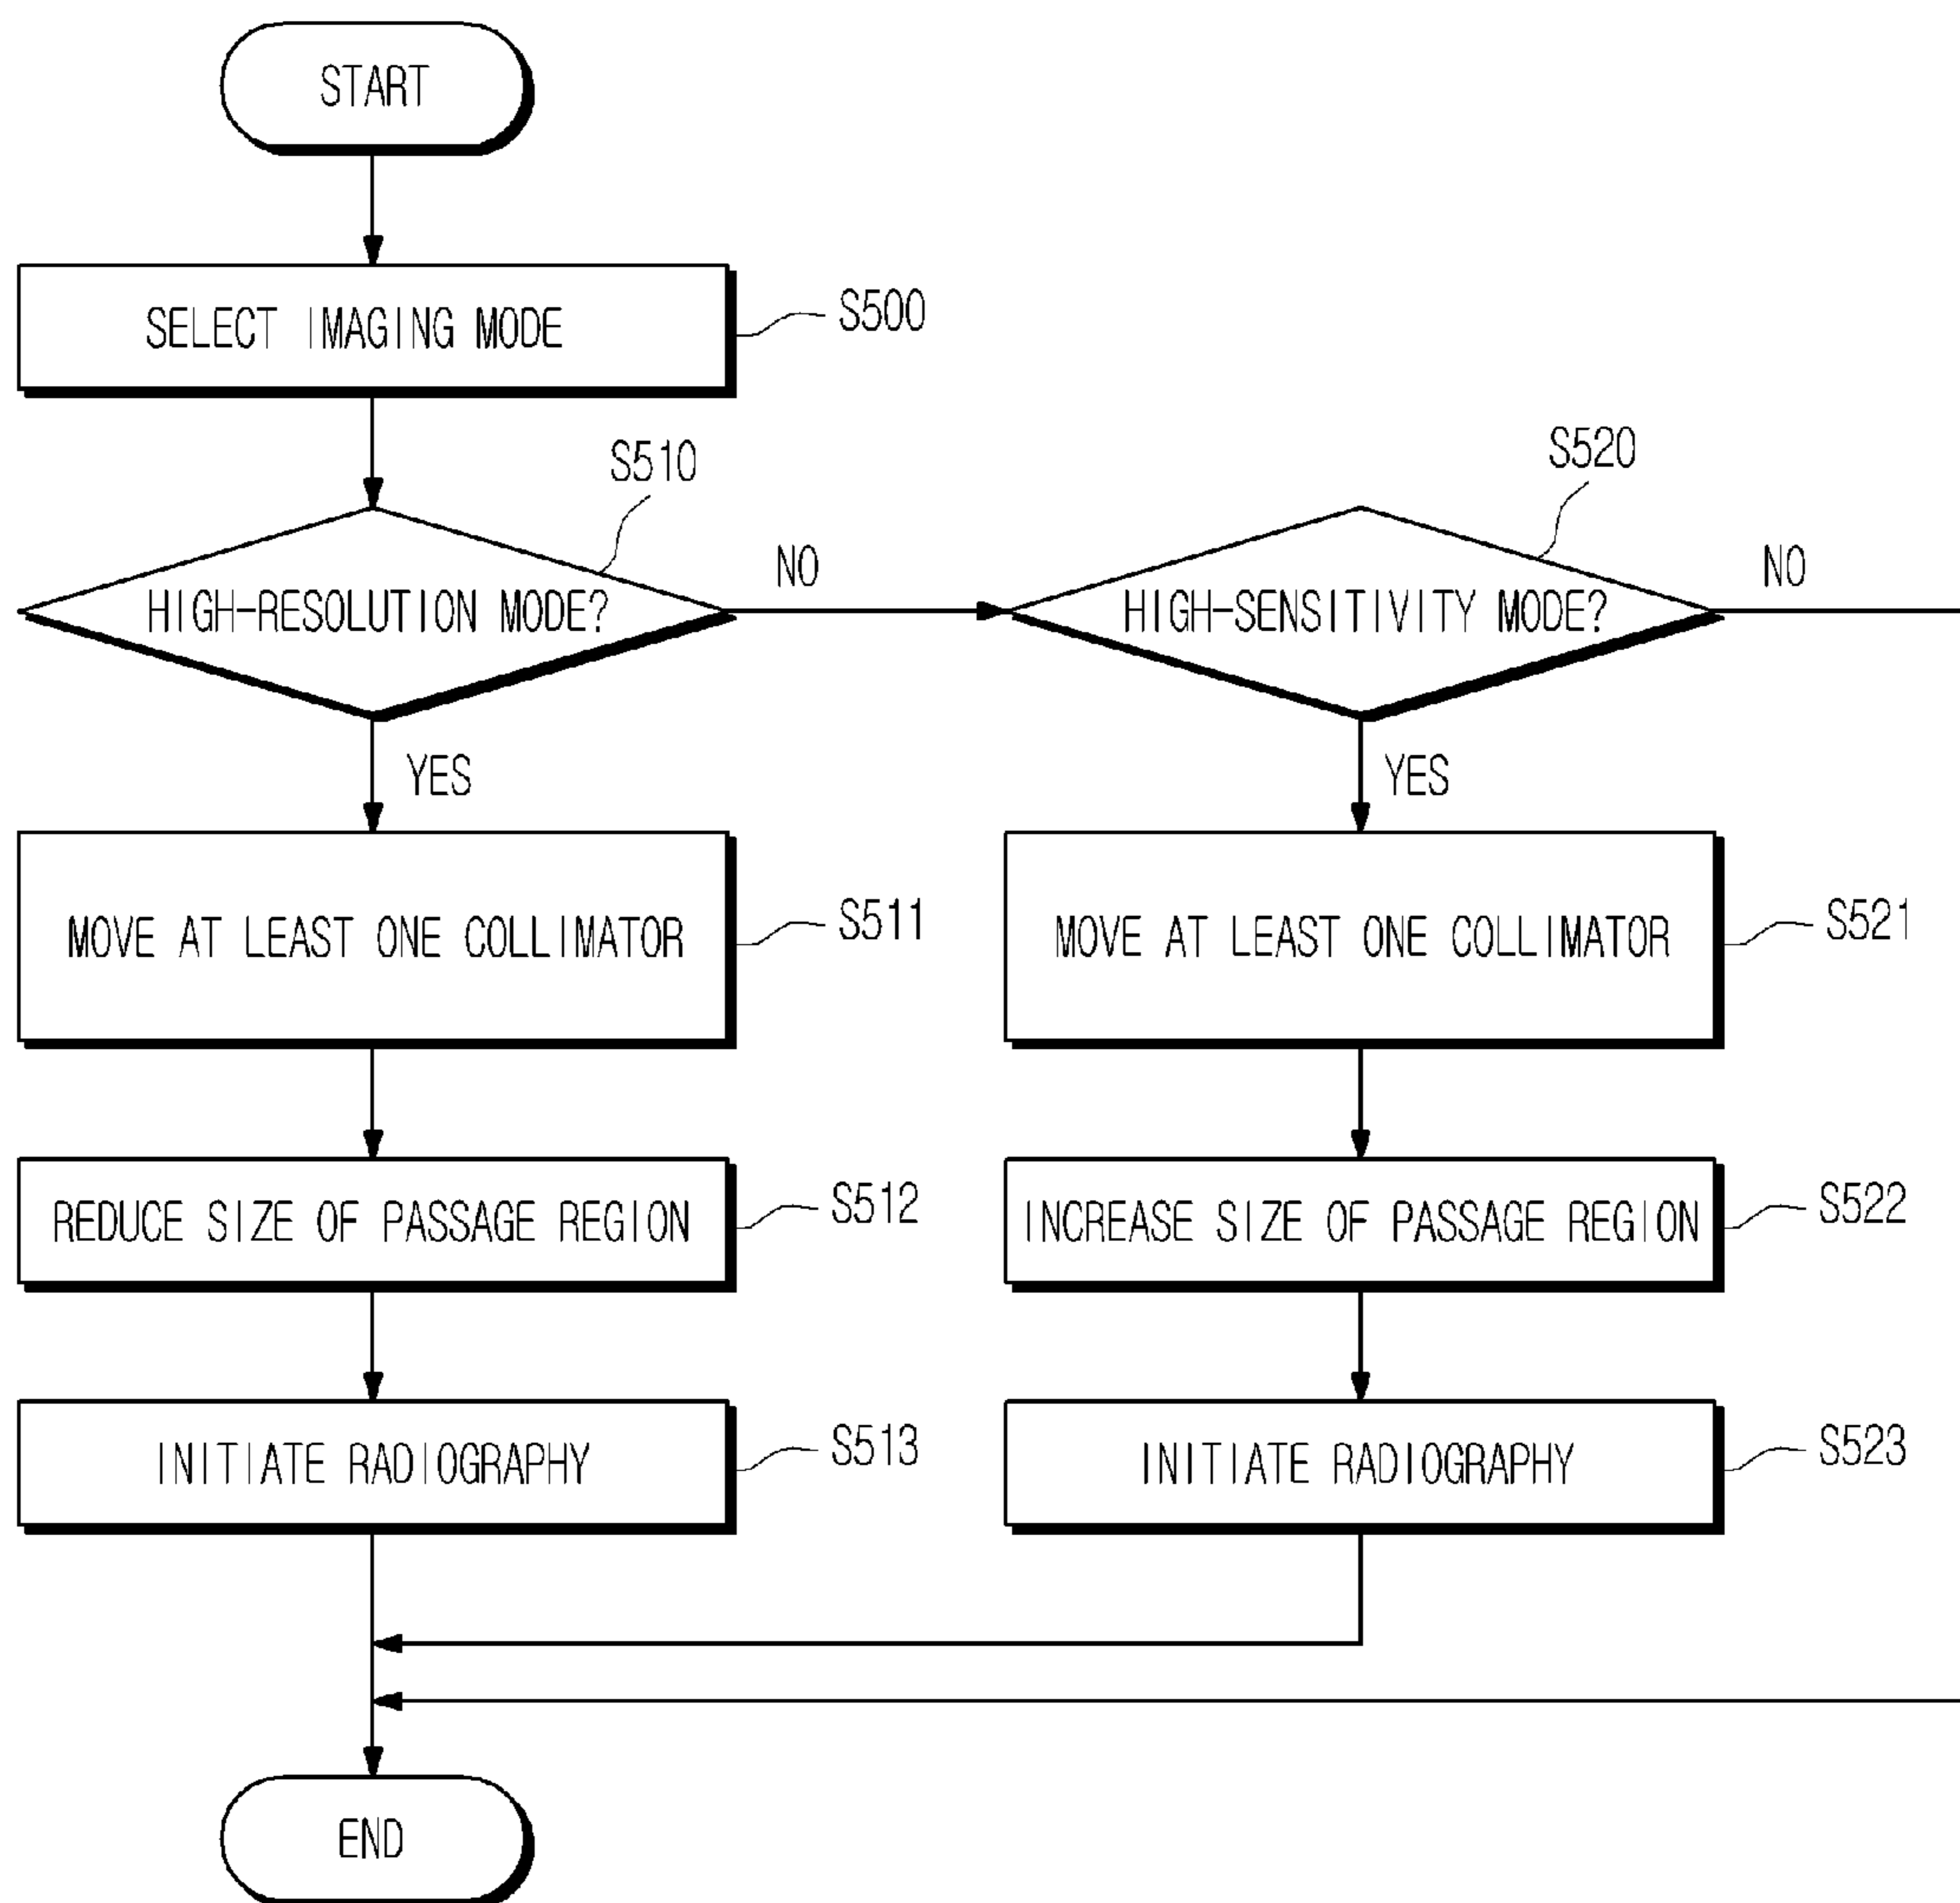 START
SELECT IMAGING MODE
S500
S510
HIGH-RESOLUTION MODE?
NO
YES
S520
HIGH-SENSITIVITY MODE?
NO
YES
MOVE AT LEAST ONE COLLIMATOR
S511
MOVE AT LEAST ONE COLLIMATOR
S521
REDUCE SIZE OF PASSAGE REGION
S512
INCREASE SIZE OF PASSAGE REGION
S522
INITIATE RADIOGRAPHY
S513
INITIATE RADIOGRAPHY
S523
END